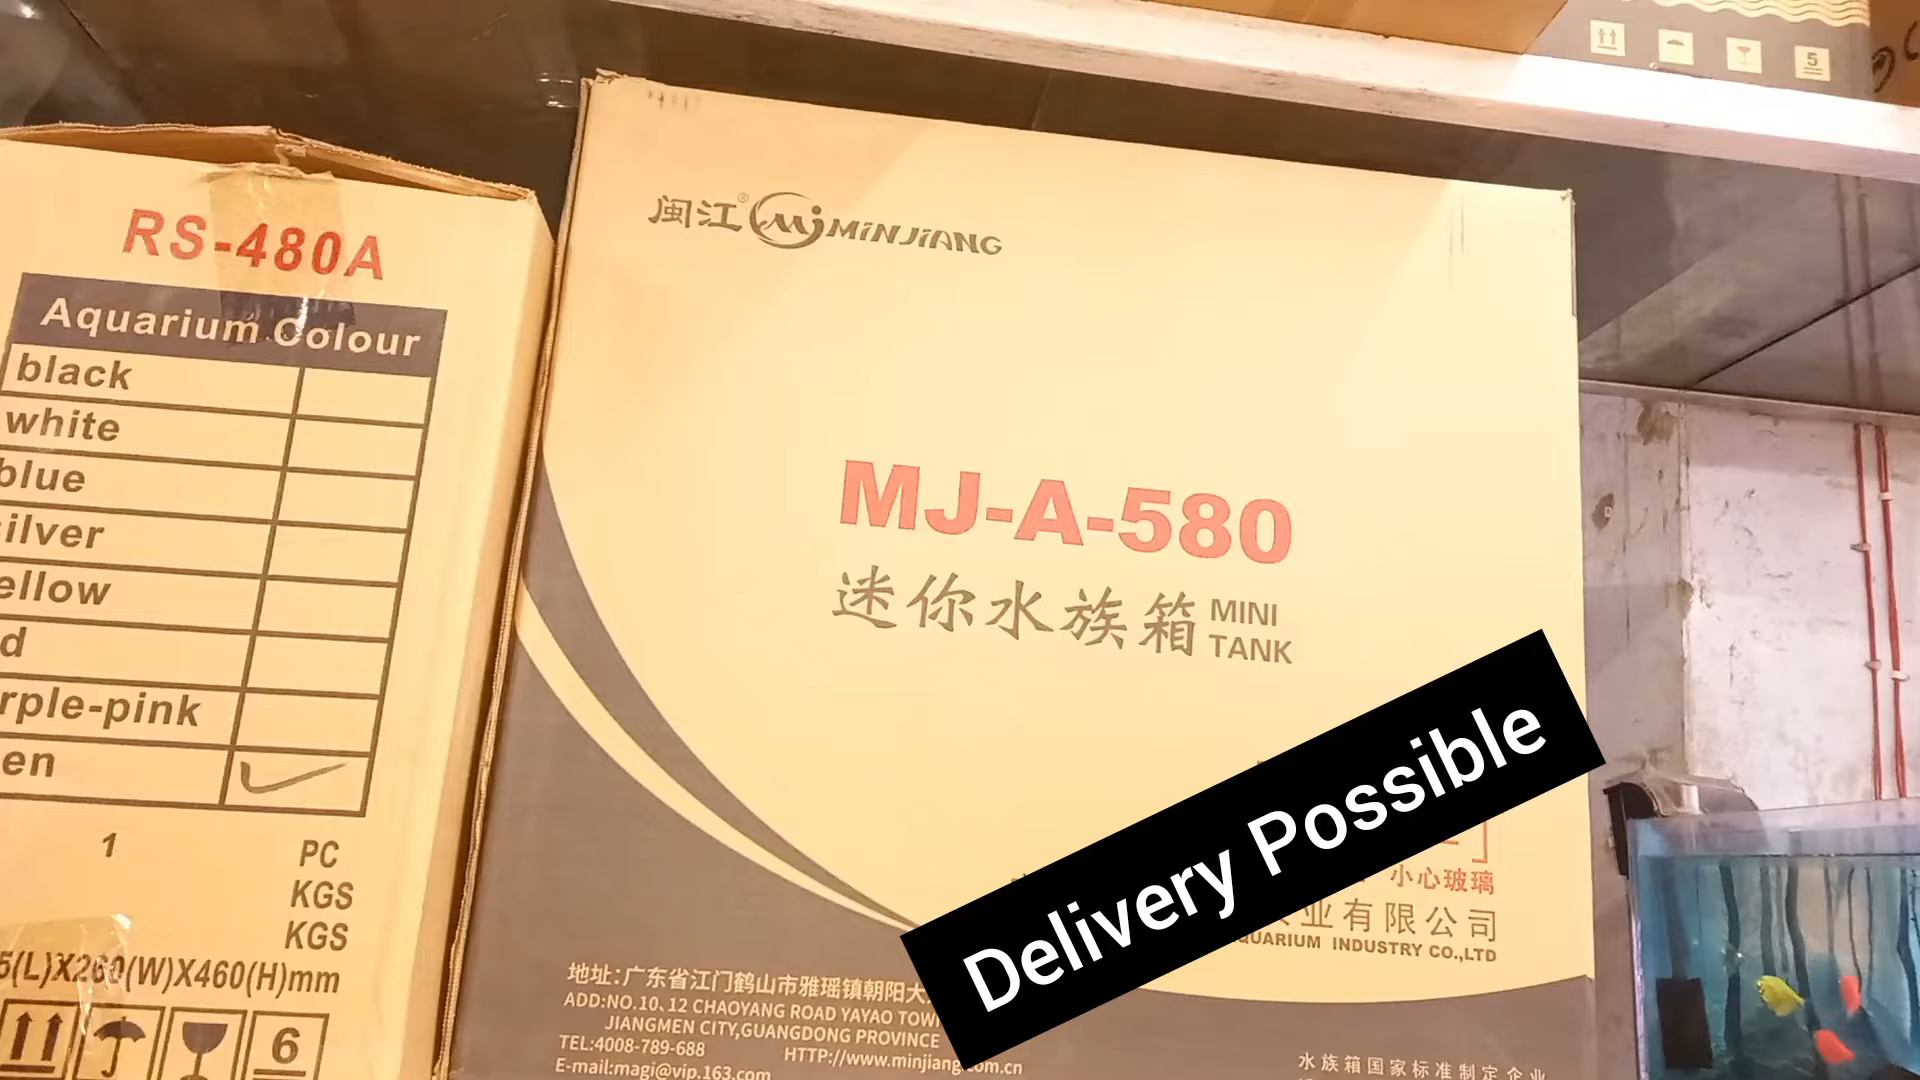 RS-480A
Aquarium Colour
black
white
blue
silver
ellow
d
rple-pink
en
1 PC
KGS
KGS
5(L)X260(W)X460(H)mm
6
闽江® MJ MINJIANG
MJ-A-580
迷你水族箱 MINI TANK
小心玻璃
业有限公司
QUARIUM INDUSTRY CO.,LTD
地址:广东省江门鹤山市雅瑶镇朝阳大
ADD:NO.10, 12 CHAOYANG ROAD YAYAO TOW
JIANGMEN CITY,GUANGDONG PROVINCE
TEL:4008-789-688 HTTP://www.minjiang.com.cn
E-mail:magi@vip.163.com
水族箱国家标准制定企业
Delivery Possible
5